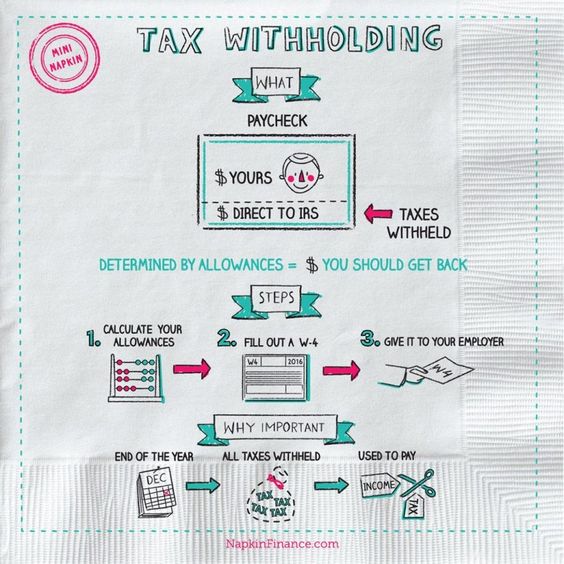 MINI
NAPKIN
TAX WITHHOLDING
WHAT
PAYCHECK
$ YOURS
$ DIRECT TO IRS
TAXES
WITHHELD
DETERMINED BY ALLOWANCES = $ YOU SHOULD GET BACK
STEPS
1. CALCULATE YOUR
ALLOWANCES
2. FILL OUT A W-4
W4 2016
3. GIVE IT TO YOUR EMPLOYER
W4
WHY IMPORTANT
END OF THE YEAR
DEC
ALL TAXES WITHHELD
TAX
TAX TAX TAX
USED TO PAY
INCOME
TAX
NapkinFinance.com